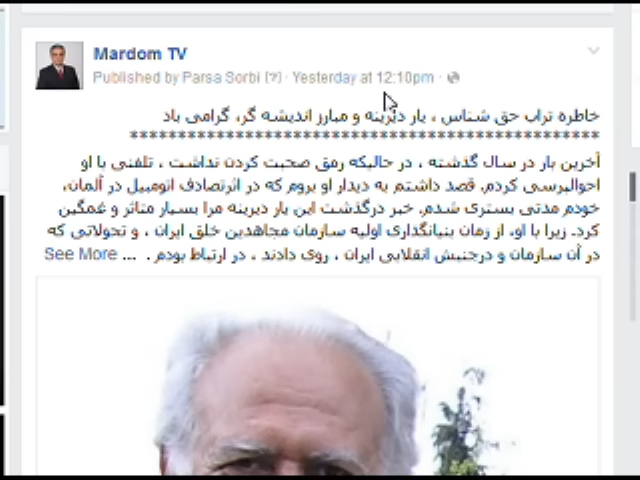 Mardom TV
Published by Parsa Sorbi [?] · Yesterday at 12:10pm ·
خاطره تراب حق شناس ، یار دیرینه و مبارز اندیشه گر، گرامی باد
****************************************************
آخرین بار در سال گذشته ، در حالیکه رمق صحبت کردن نداشت ، تلفنی با او
احوالپرسی کردم. قصد داشتم به دیدار او بروم که در اثرتصادف اتومبیل در آلمان،
خودم مدتی بستری شدم. خبر درگذشت این یار دیرینه مرا بسیار متاثر و غمگین
کرد. زیرا با او، از زمان بنیانگذاری اولیه سازمان مجاهدین خلق ایران ، و تحولاتی که
در آن سازمان و درجنبش انقلابی ایران ، روی دادند ، در ارتباط بودم . ... See More